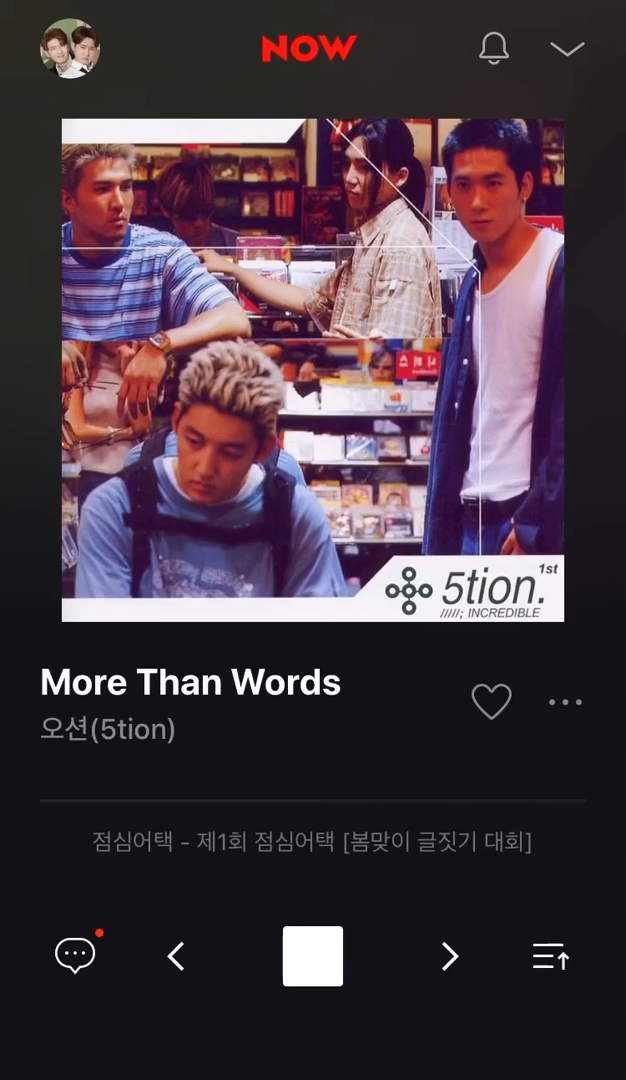 NOW
1st
5tion.
/////; INCREDIBLE
More Than Words
오션(5tion)
점심어택 - 제1회 점심어택 [봄맞이 글짓기 대회]